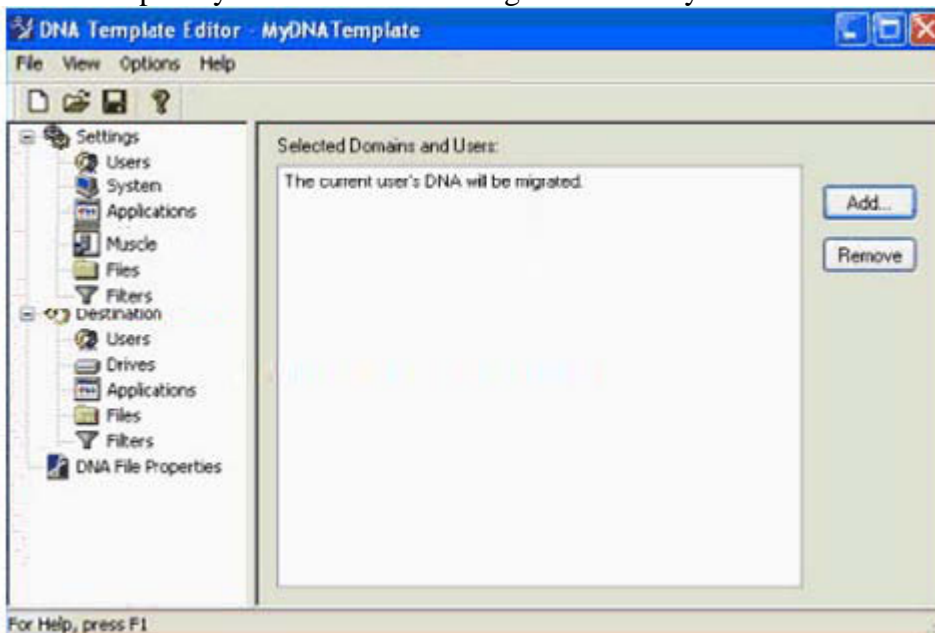 DNA Template Editor - MyDNATemplate
File View Options Help
Settings
Users
System
Applications
Muscle
Files
Filters
Destination
Users
Drives
Applications
Files
Filters
DNA File Properties
Selected Domains and Users:
The current user's DNA will be migrated.
Add...
Remove
For Help, press F1